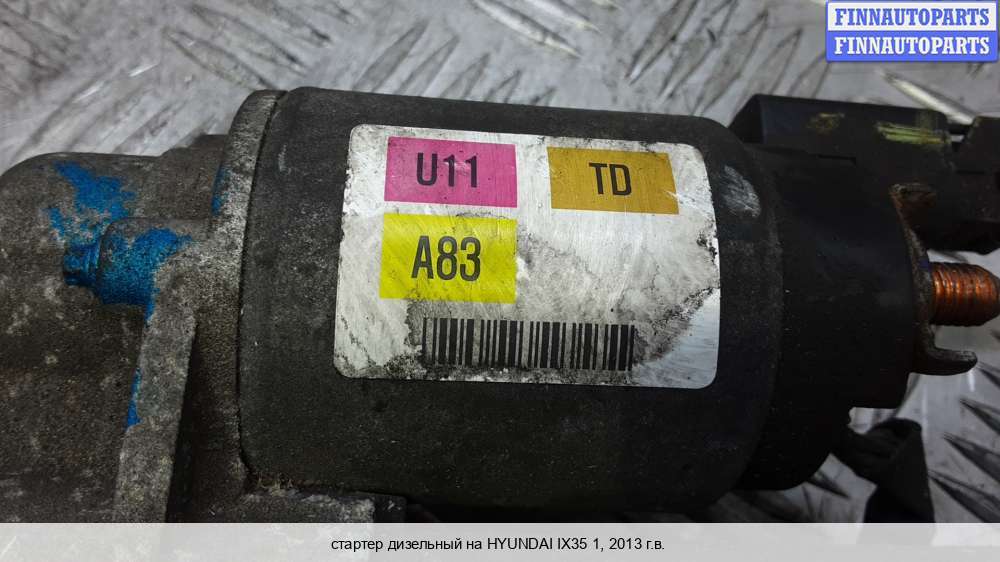 FINNAUTOPARTS
FINNAUTOPARTS
U11 TD
A83
стартер дизельный на HYUNDAI IX35 1, 2013 г.в.